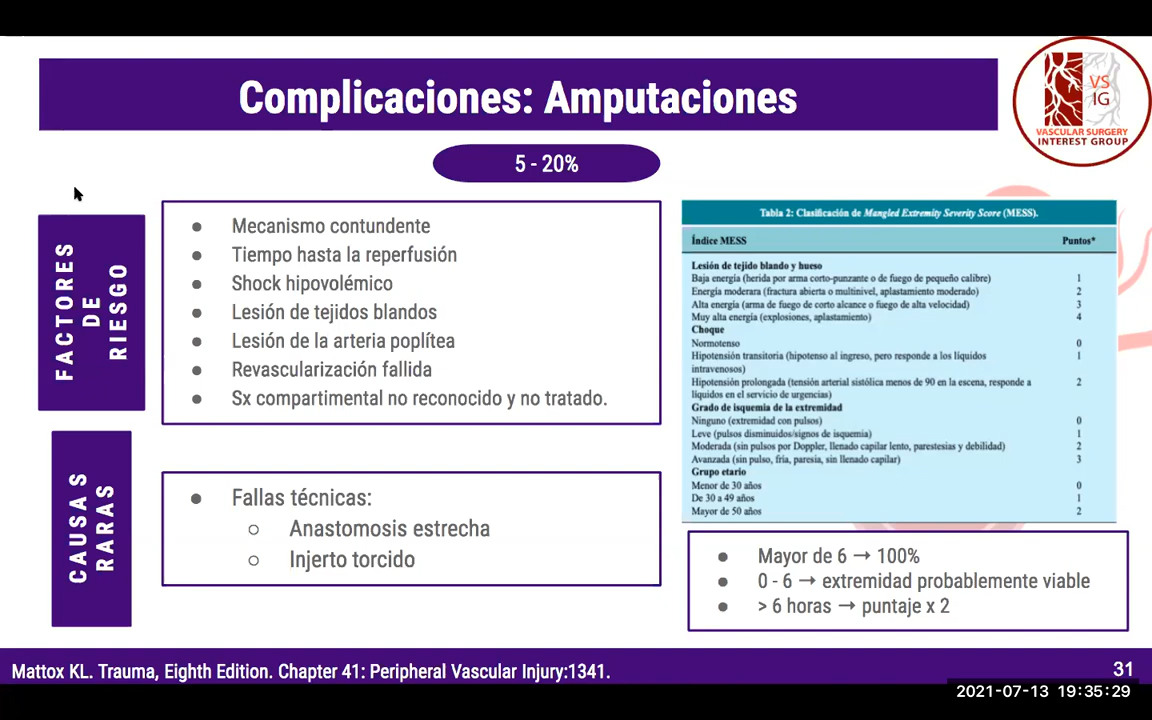 Complicaciones: Amputaciones
VS
IG
VASCULAR SURGERY
INTEREST GROUP
5 - 20%
FACTORES
DE
RIESGO
● Mecanismo contundente
● Tiempo hasta la reperfusión
● Shock hipovolémico
● Lesión de tejidos blandos
● Lesión de la arteria poplítea
● Revascularización fallida
● Sx compartimental no reconocido y no tratado.
CAUSAS
RARAS
● Fallas técnicas:
○ Anastomosis estrecha
○ Injerto torcido
Tabla 2: Clasificación de Mangled Extremity Severity Score (MESS).
Índice MESS Puntos*
Lesión de tejido blando y hueso
Baja energía (herida por arma corto-punzante o de fuego de pequeño calibre) 1
Energía moderara (fractura abierta o multinivel, aplastamiento moderado) 2
Alta energía (arma de fuego de corto alcance o fuego de alta velocidad) 3
Muy alta energía (explosiones, aplastamiento) 4
Choque
Normotenso 0
Hipotensión transitoria (hipotenso al ingreso, pero responde a los líquidos 1
intravenosos)
Hipotensión prolongada (tensión arterial sistólica menos de 90 en la escena, responde a 2
líquidos en el servicio de urgencias)
Grado de isquemia de la extremidad
Ninguno (extremidad con pulsos) 0
Leve (pulsos disminuidos/signos de isquemia) 1
Moderada (sin pulsos por Doppler, llenado capilar lento, parestesias y debilidad) 2
Avanzada (sin pulso, fría, paresia, sin llenado capilar) 3
Grupo etario
Menor de 30 años 0
De 30 a 49 años 1
Mayor de 50 años 2
● Mayor de 6 → 100%
● 0 - 6 → extremidad probablemente viable
● > 6 horas → puntaje x 2
Mattox KL. Trauma, Eighth Edition. Chapter 41: Peripheral Vascular Injury:1341.
31
2021-07-13 19:35:29